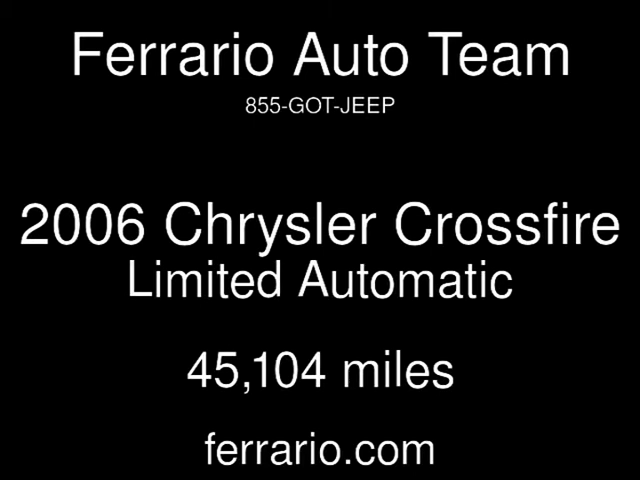 Ferrario Auto Team
855-GOT-JEEP
2006 Chrysler Crossfire
Limited Automatic
45,104 miles
ferrario.com